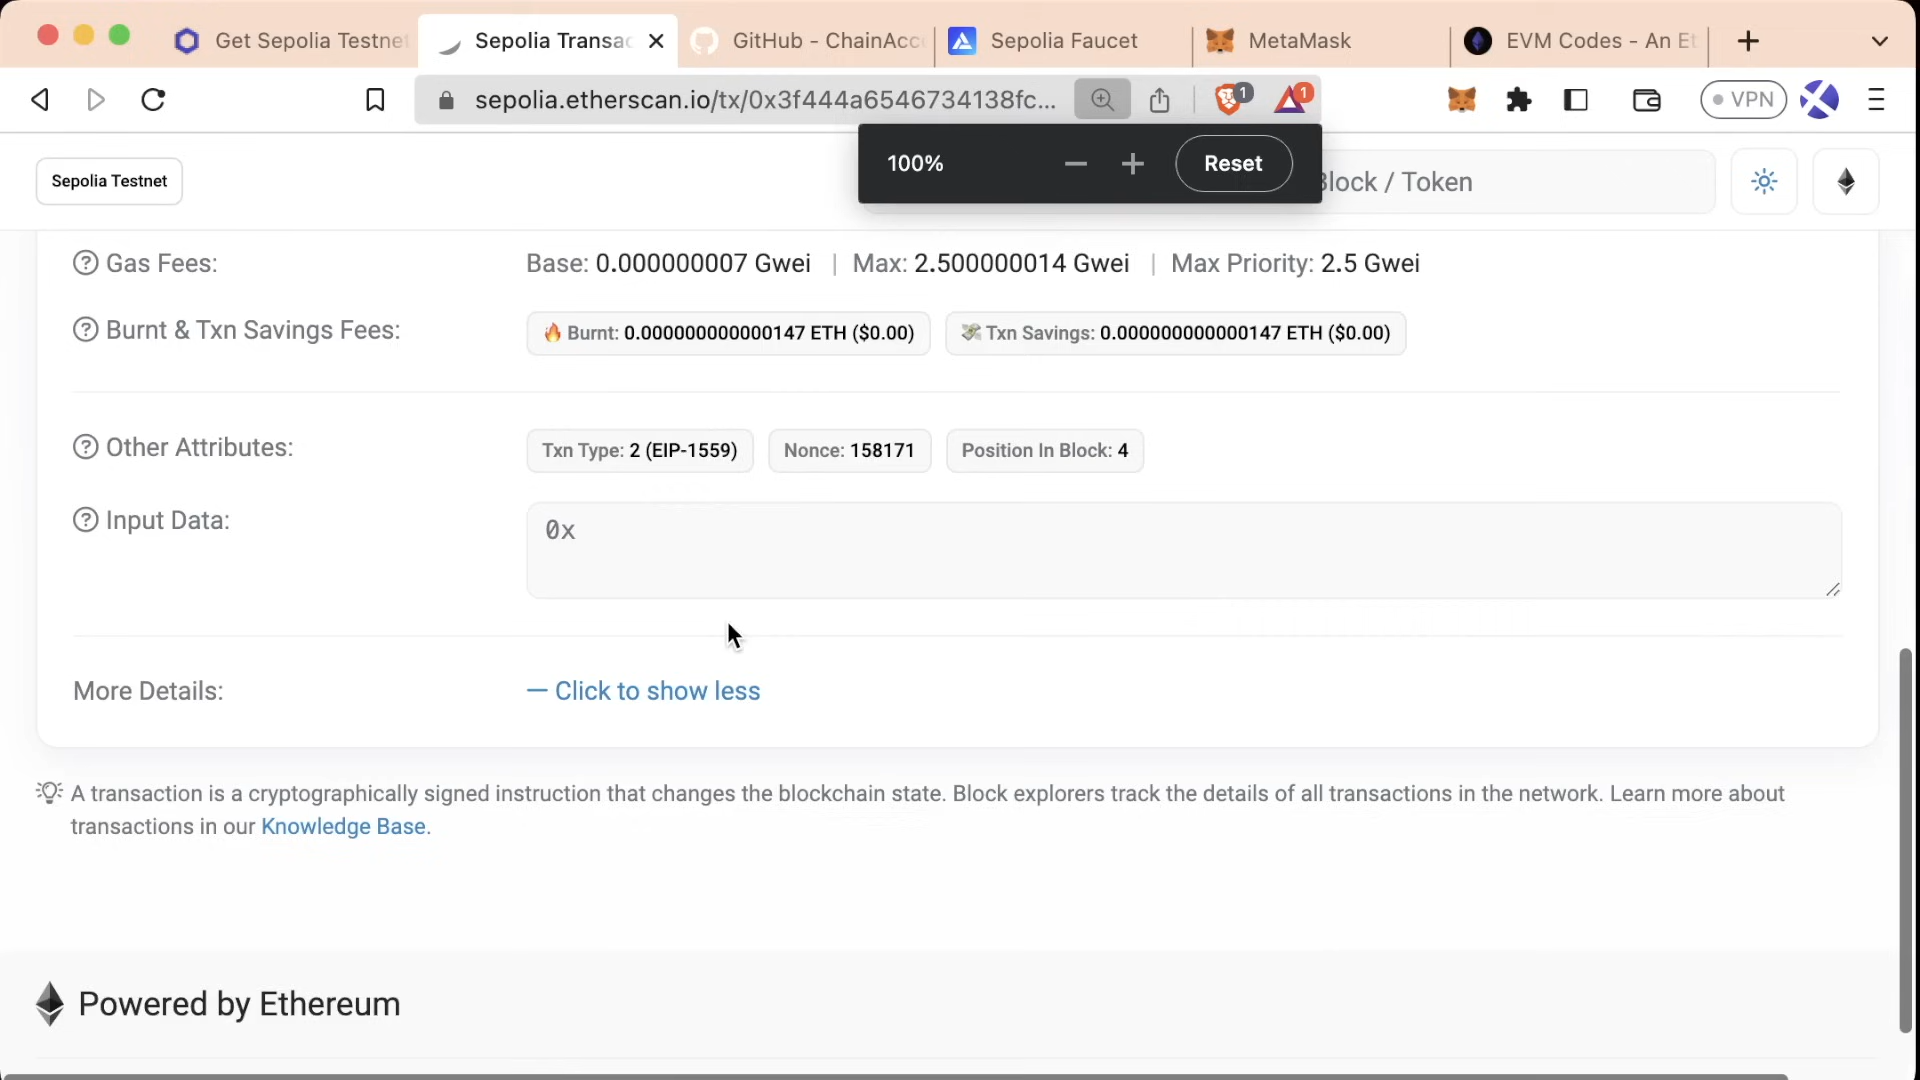 Get Sepolia Testnet
Sepolia Transac
GitHub - ChainAcc
Sepolia Faucet
MetaMask
EVM Codes - An Et
sepolia.etherscan.io/tx/0x3f444a6546734138fc...
1
1
VPN
100%
Reset
Sepolia Testnet
Block / Token
Gas Fees:
Base: 0.000000007 Gwei | Max: 2.500000014 Gwei | Max Priority: 2.5 Gwei
Burnt & Txn Savings Fees:
Burnt: 0.000000000000147 ETH ($0.00)
Txn Savings: 0.000000000000147 ETH ($0.00)
Other Attributes:
Txn Type: 2 (EIP-1559)
Nonce: 158171
Position In Block: 4
Input Data:
0x
More Details:
— Click to show less
A transaction is a cryptographically signed instruction that changes the blockchain state. Block explorers track the details of all transactions in the network. Learn more about
transactions in our Knowledge Base.
Powered by Ethereum